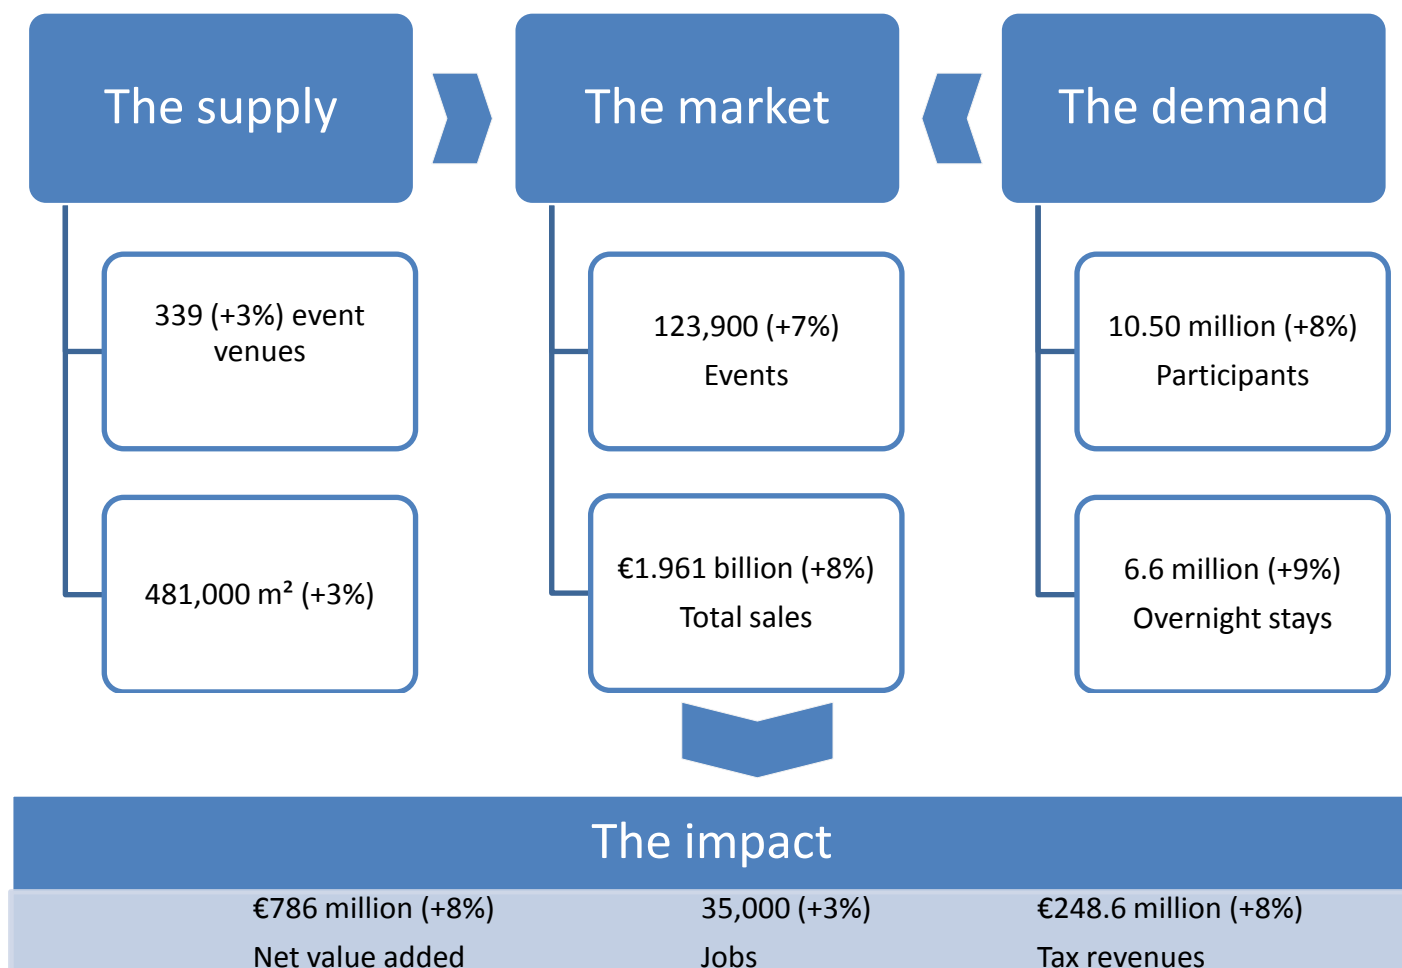 The supply
The market
The demand
339 (+3%) event
venues
123,900 (+7%)
Events
10.50 million (+8%)
Participants
481,000 m² (+3%)
€1.961 billion (+8%)
Total sales
6.6 million (+9%)
Overnight stays
The impact
€786 million (+8%)
Net value added
35,000 (+3%)
Jobs
€248.6 million (+8%)
Tax revenues